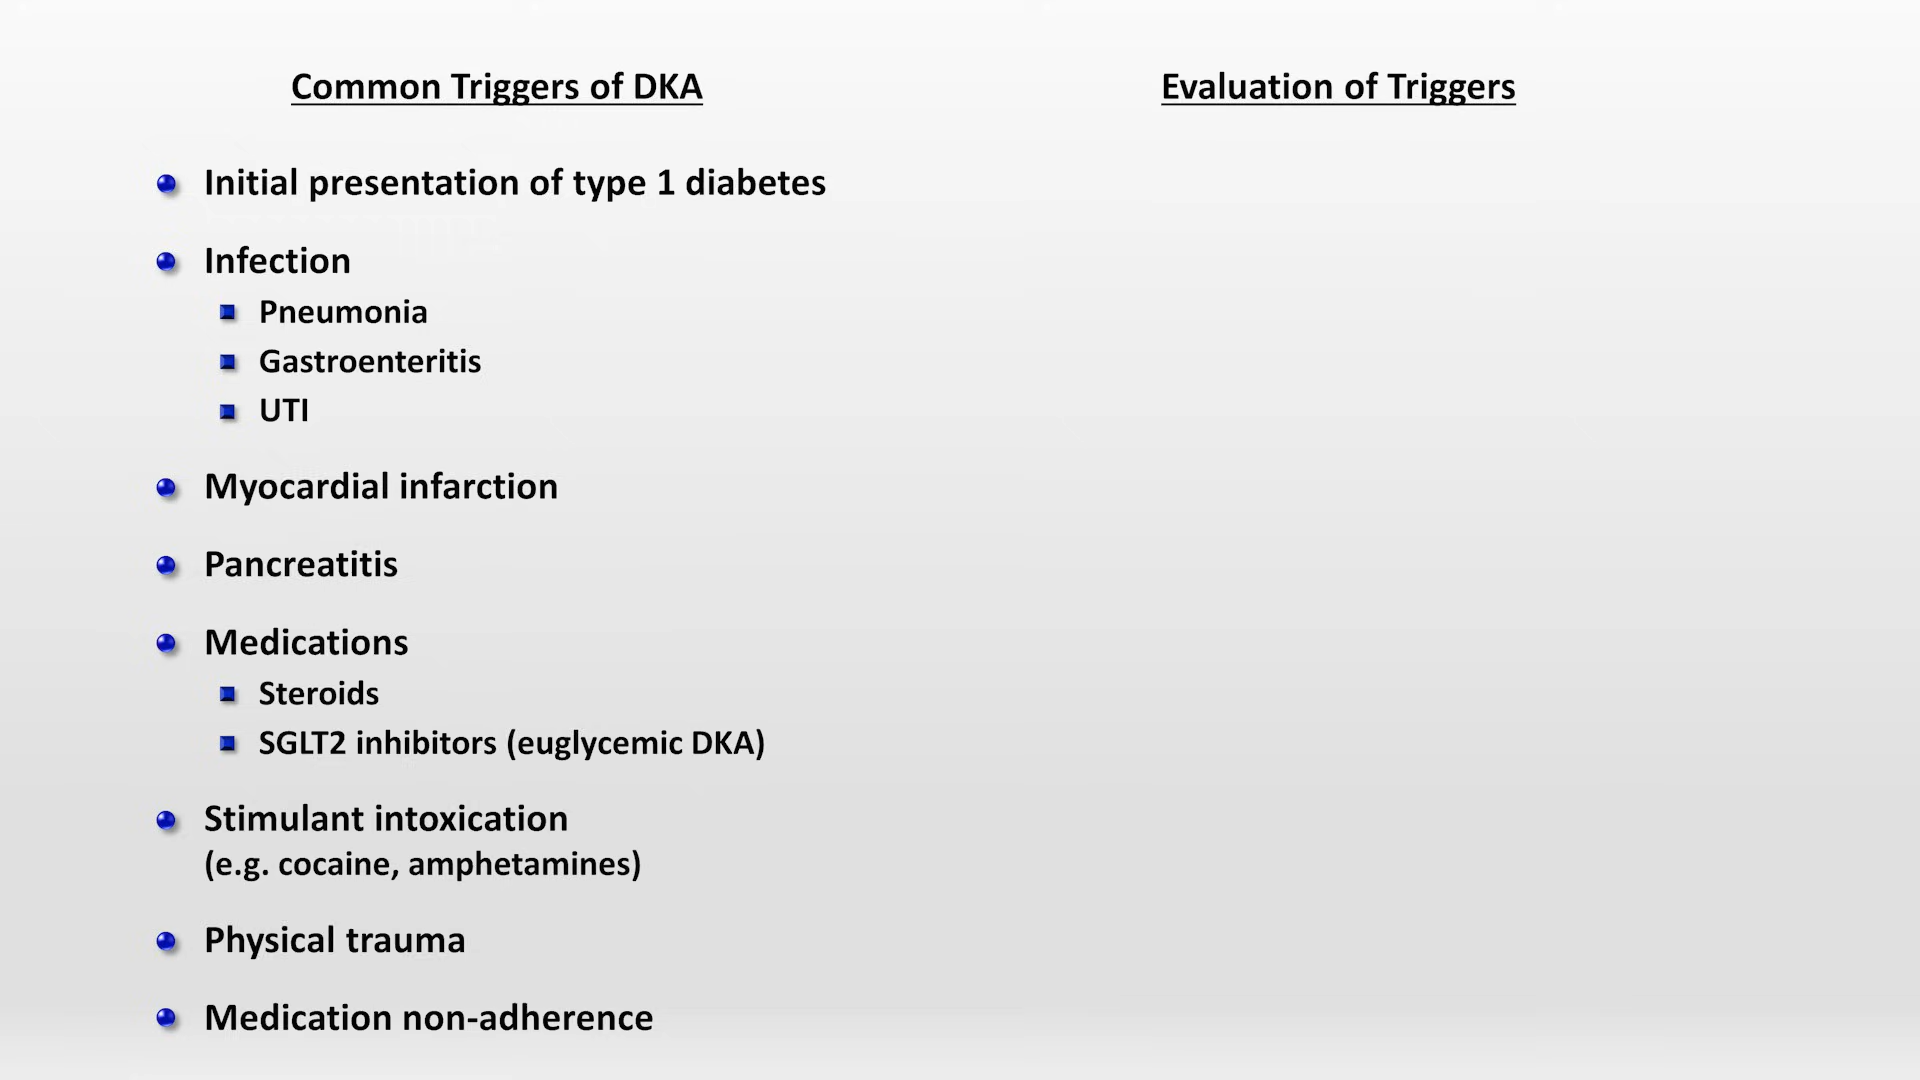 Common Triggers of DKA
Evaluation of Triggers
Initial presentation of type 1 diabetes
Infection
Pneumonia
Gastroenteritis
UTI
Myocardial infarction
Pancreatitis
Medications
Steroids
SGLT2 inhibitors (euglycemic DKA)
Stimulant intoxication
(e.g. cocaine, amphetamines)
Physical trauma
Medication non-adherence